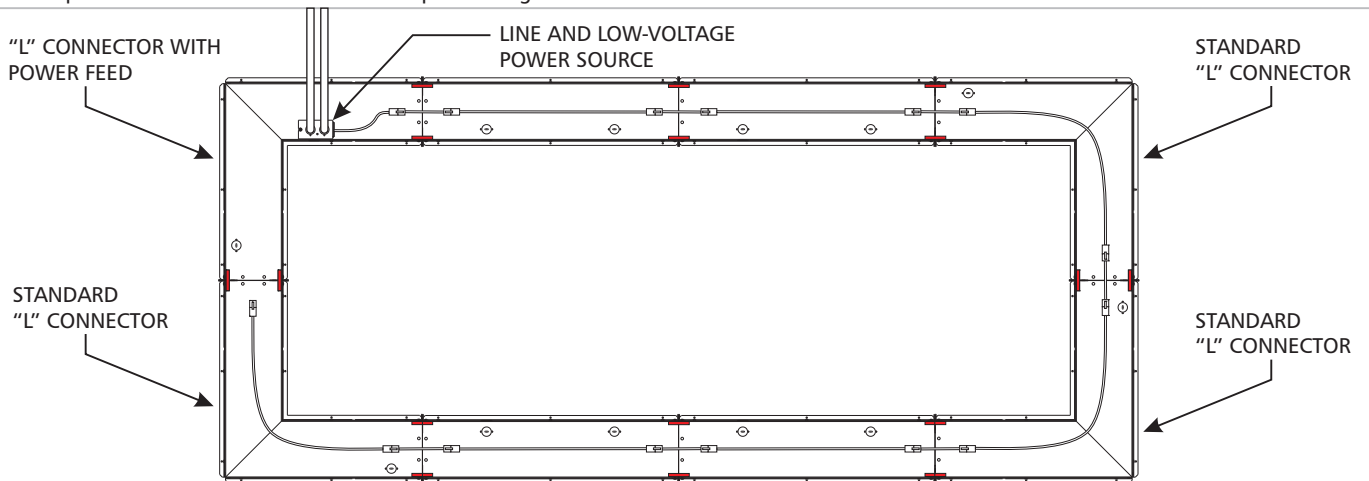 “L” CONNECTOR WITH
POWER FEED
LINE AND LOW-VOLTAGE
POWER SOURCE
STANDARD
“L” CONNECTOR
STANDARD
“L” CONNECTOR
STANDARD
“L” CONNECTOR